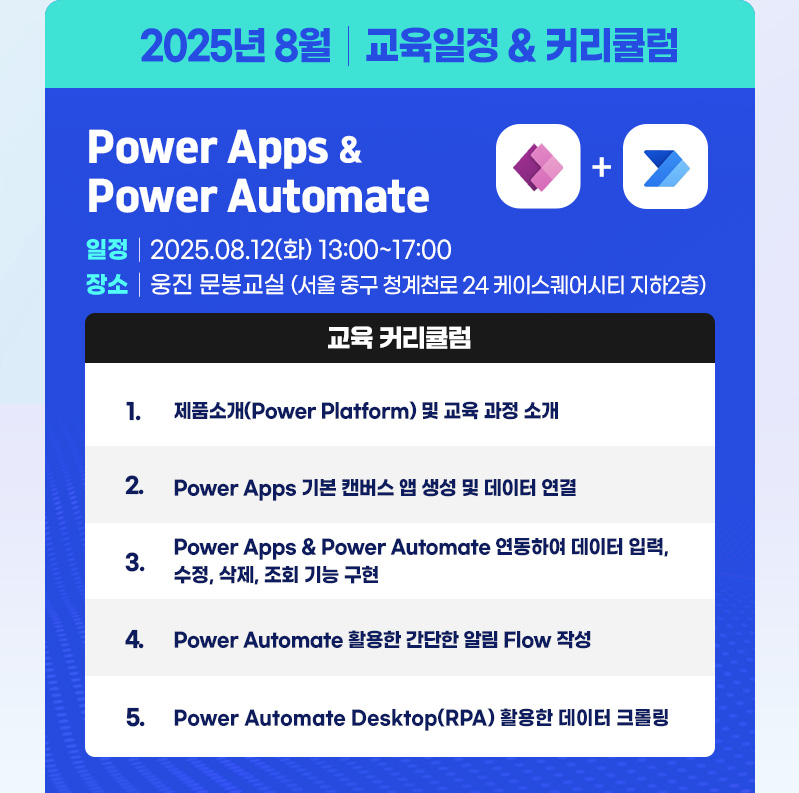 2025년 8월 | 교육일정 & 커리큘럼
Power Apps &
Power Automate
+
일정 | 2025.08.12(화) 13:00~17:00
장소 | 웅진 문봉교실 (서울 중구 청계천로 24 케이스퀘어시티 지하2층)
교육 커리큘럼
1. 제품소개(Power Platform) 및 교육 과정 소개
2. Power Apps 기본 캔버스 앱 생성 및 데이터 연결
3. Power Apps & Power Automate 연동하여 데이터 입력,
수정, 삭제, 조회 기능 구현
4. Power Automate 활용한 간단한 알림 Flow 작성
5. Power Automate Desktop(RPA) 활용한 데이터 크롤링